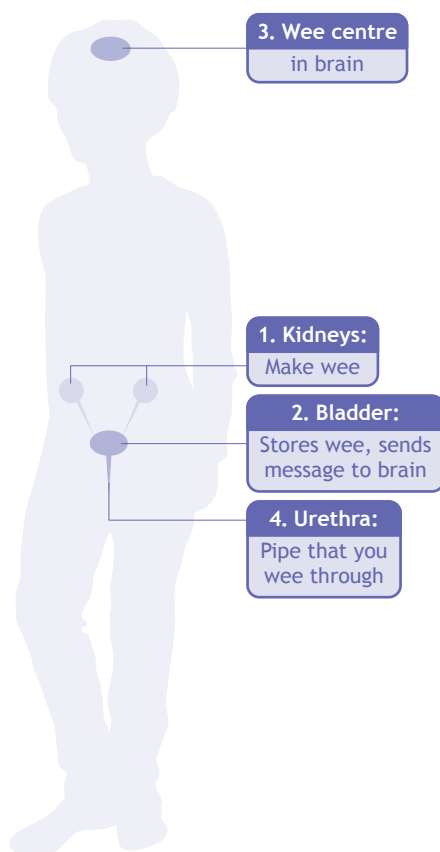 3. Wee centre
in brain
1. Kidneys:
Make wee
2. Bladder:
Stores wee, sends
message to brain
4. Urethra:
Pipe that you
wee through